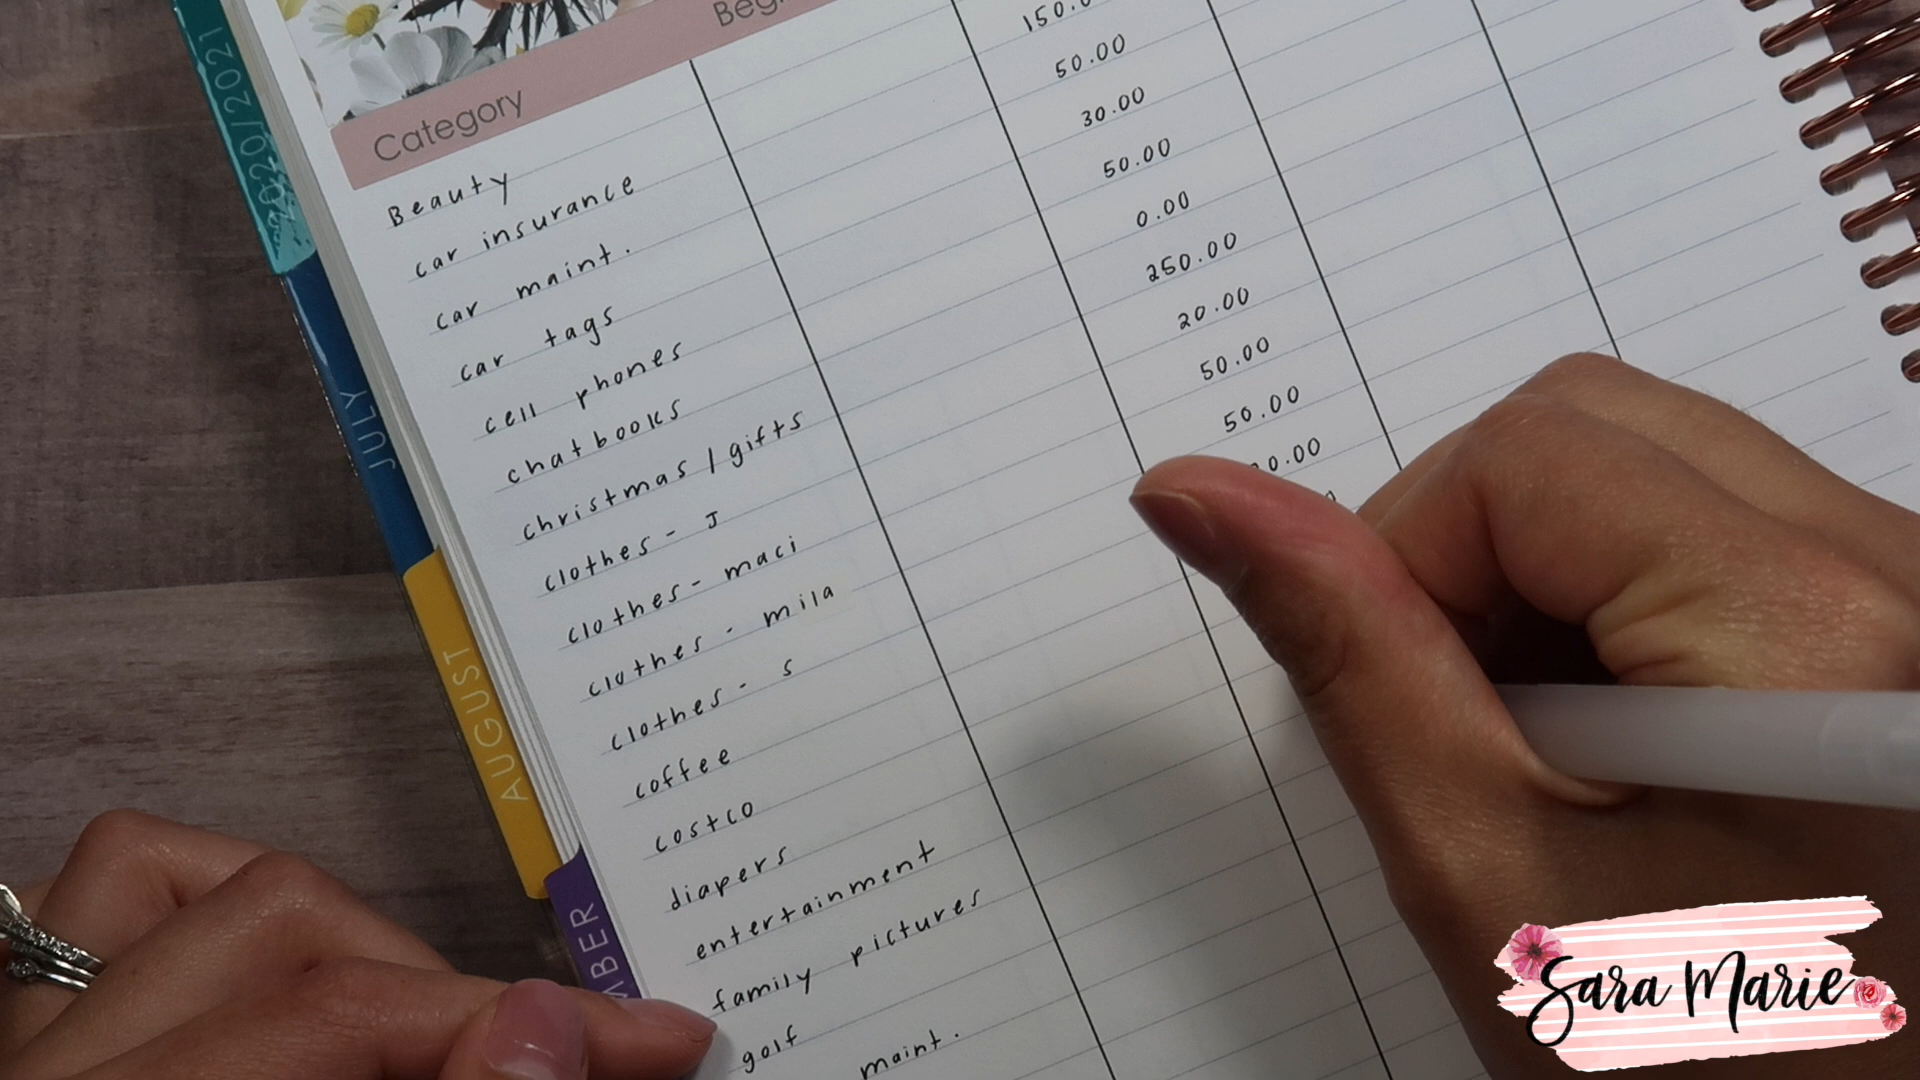 2020/2021
JULY
AUGUST
Category
Beauty
car insurance
car maint.
car tags
cell phones
chatbooks
christmas / gifts
clothes - J
clothes - maci
clothes - mila
clothes - s
coffee
costco
diapers
entertainment
family pictures
golf
maint.
50.00
30.00
50.00
0.00
250.00
20.00
50.00
50.00
Sara Marie